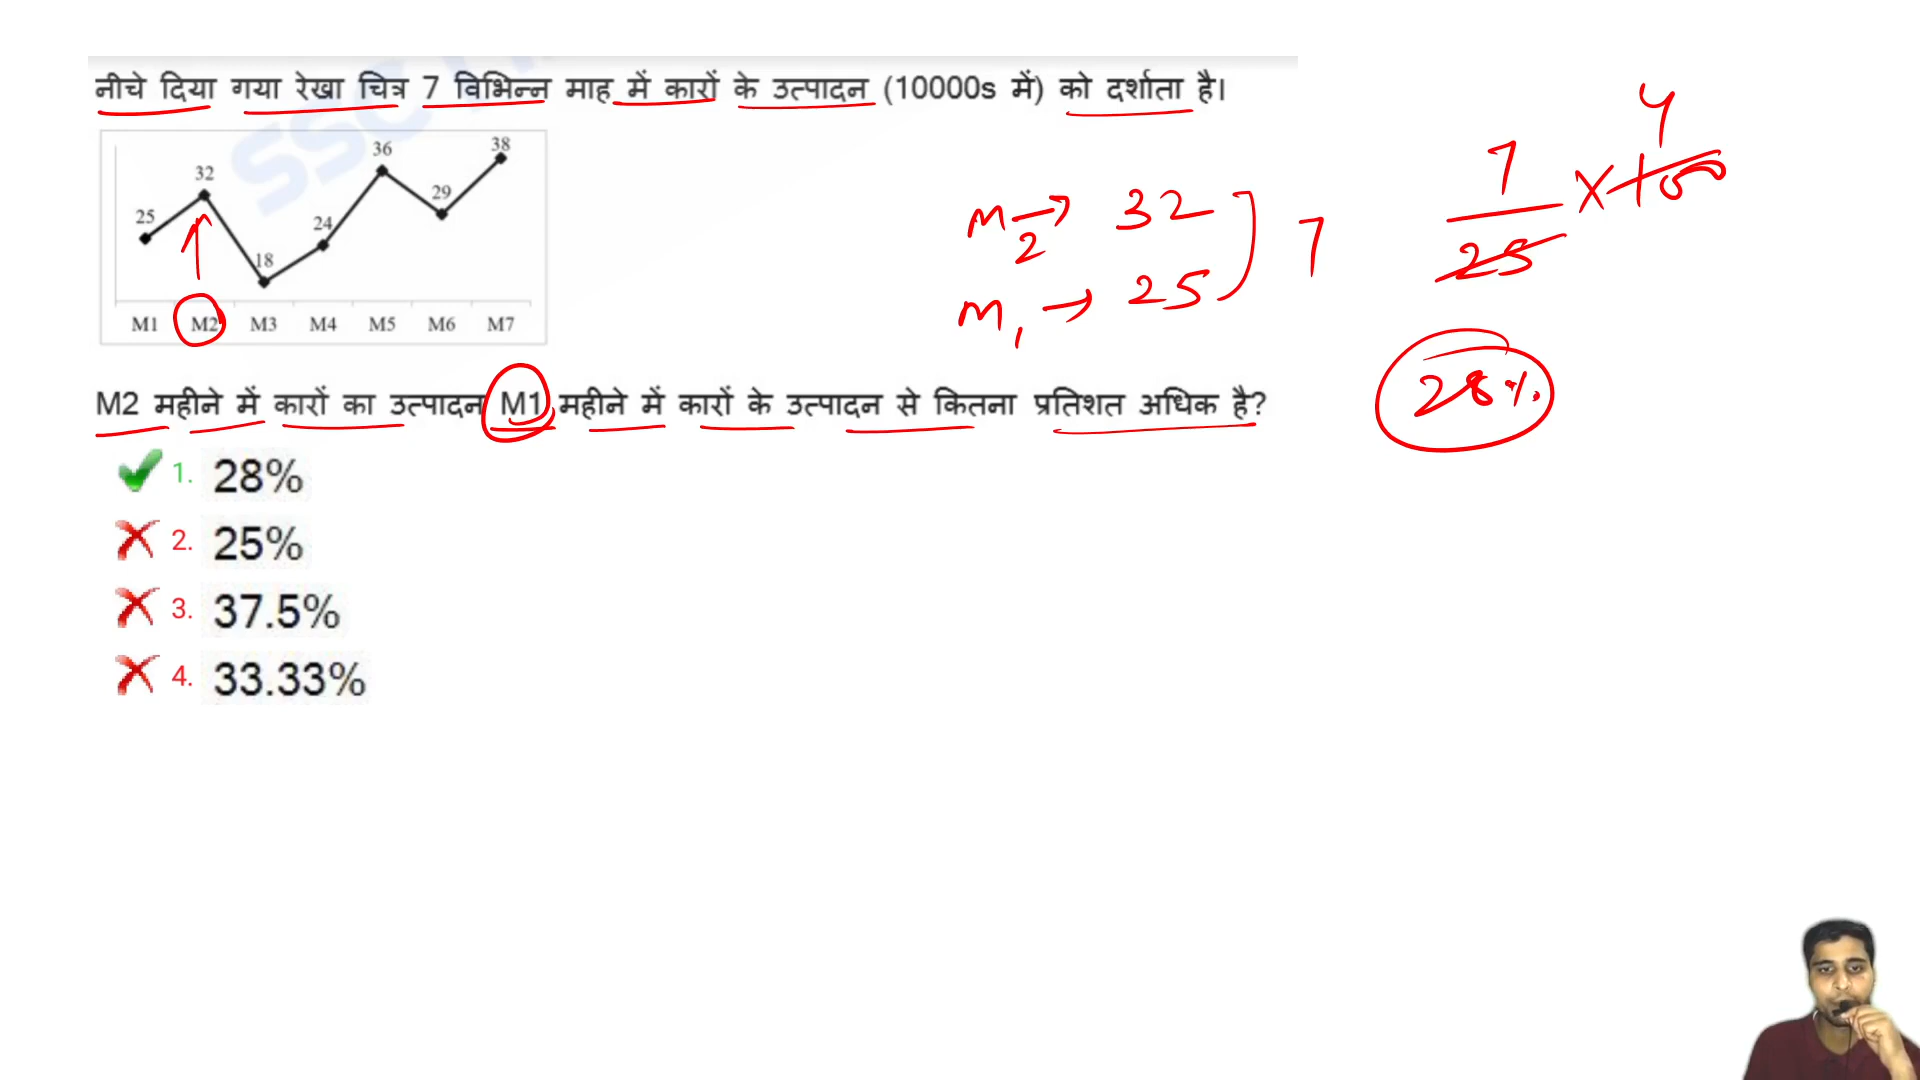 नीचे दिया गया रेखा चित्र 7 विभिन्न माह में कारों के उत्पादन (10000s में) को दर्शाता है।
25 32 18 24 36 29 38
M1 M2 M3 M4 M5 M6 M7
M2 महीने में कारों का उत्पादन M1 महीने में कारों के उत्पादन से कितना प्रतिशत अधिक है?
1. 28%
2. 25%
3. 37.5%
4. 33.33%
M2 → 32
M1 → 25
7
4
7 × 100
25
28%